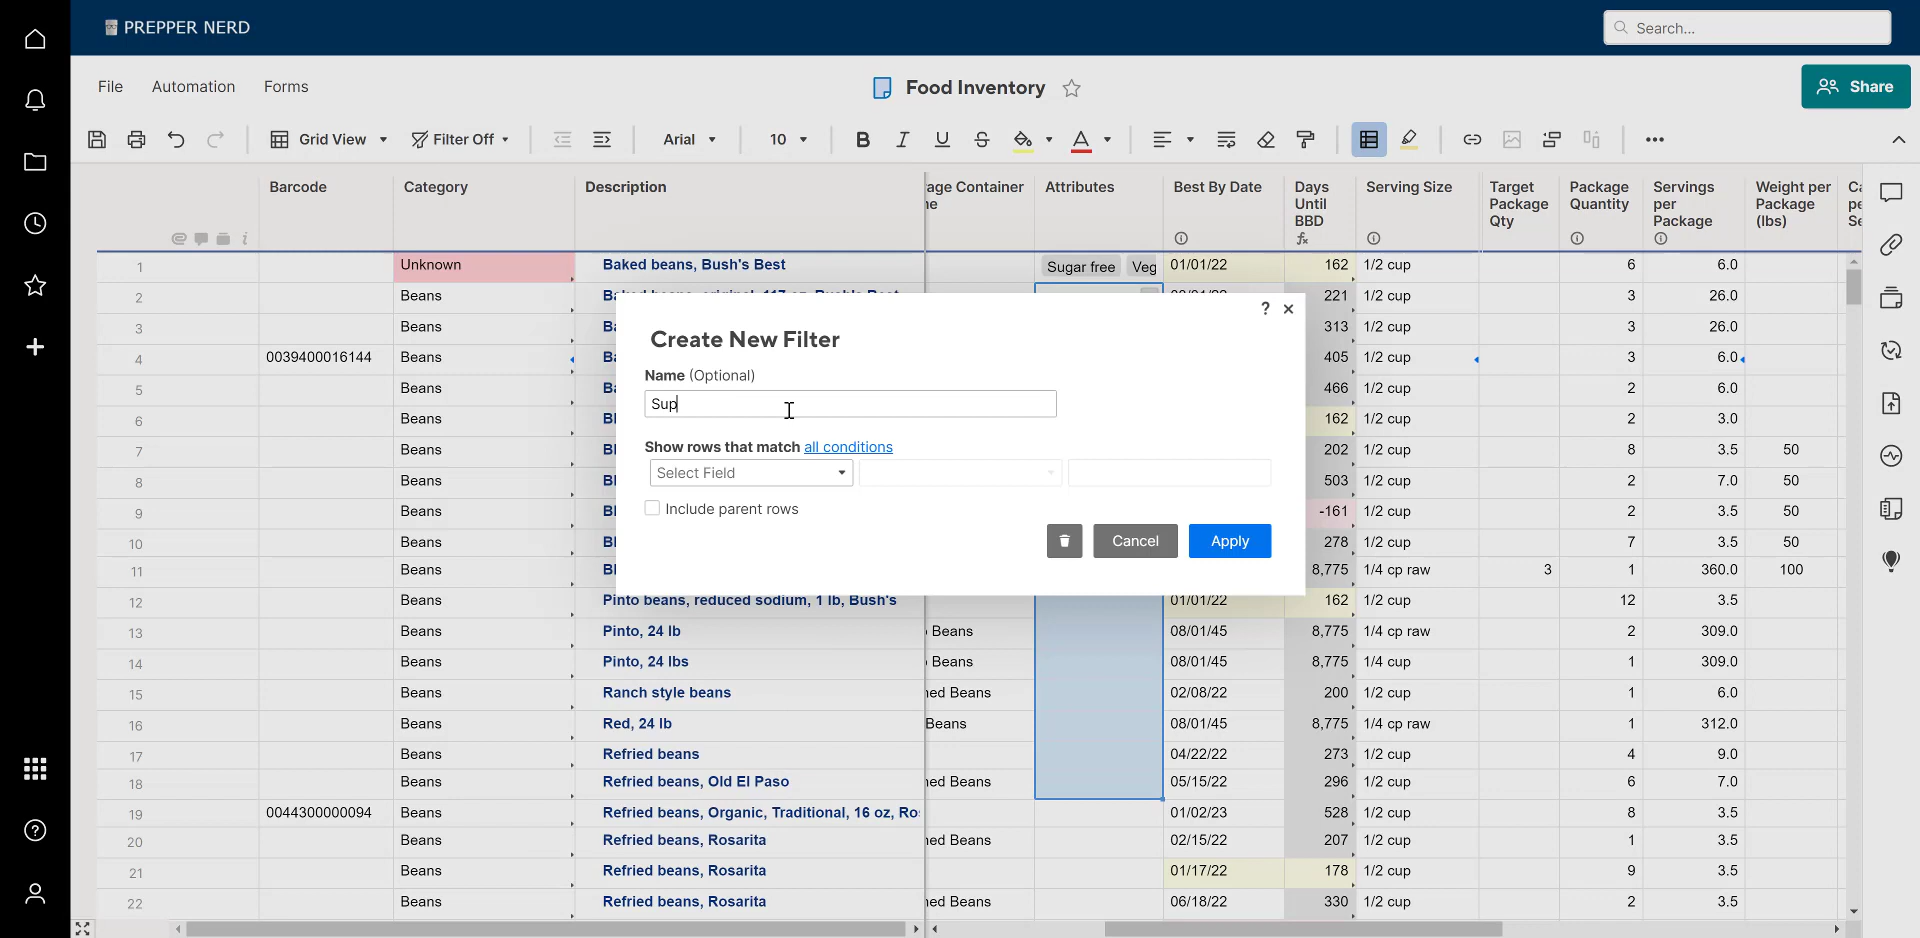 PREPPER NERD
Search...
File Automation Forms
Food Inventory
Share
Grid View Filter Off Arial 10 B I U S A
Barcode Category Description age Container Attributes Best By Date Days Serving Size Target Package Servings Weight per Ca
ne Until Package Quantity per Package pe
BBD Qty Package (lbs) Se
i fx
1 Unknown Baked beans, Bush's Best Sugar free Veg 01/01/22 162 1/2 cup 6 6.0
2 Beans 221 1/2 cup 3 26.0
3 Beans Ba 313 1/2 cup 3 26.0
4 0039400016144 Beans Ba 405 1/2 cup 3 6.0
5 Beans Ba 466 1/2 cup 2 6.0
6 Beans Bl 162 1/2 cup 2 3.0
7 Beans Bl 202 1/2 cup 8 3.5 50
8 Beans Bl 503 1/2 cup 2 7.0 50
9 Beans Bl -161 1/2 cup 2 3.5 50
10 Beans Bl 278 1/2 cup 7 3.5 50
11 Beans Bl 8,775 1/4 cp raw 3 1 360.0 100
12 Beans Pinto beans, reduced sodium, 1 lb, Bush's 01/01/22 162 1/2 cup 12 3.5
13 Beans Pinto, 24 lb Beans 08/01/45 8,775 1/4 cp raw 2 309.0
14 Beans Pinto, 24 lbs Beans 08/01/45 8,775 1/4 cup 1 309.0
15 Beans Ranch style beans ned Beans 02/08/22 200 1/2 cup 1 6.0
16 Beans Red, 24 lb Beans 08/01/45 8,775 1/4 cp raw 1 312.0
17 Beans Refried beans 04/22/22 273 1/2 cup 4 9.0
18 Beans Refried beans, Old El Paso ned Beans 05/15/22 296 1/2 cup 6 7.0
19 0044300000094 Beans Refried beans, Organic, Traditional, 16 oz, Ro 01/02/23 528 1/2 cup 8 3.5
20 Beans Refried beans, Rosarita ned Beans 02/15/22 207 1/2 cup 1 3.5
21 Beans Refried beans, Rosarita 01/17/22 178 1/2 cup 9 3.5
22 Beans Refried beans, Rosarita ned Beans 06/18/22 330 1/2 cup 2 3.5
Create New Filter
Name (Optional)
Sup
Show rows that match all conditions
Select Field
Include parent rows
Cancel Apply